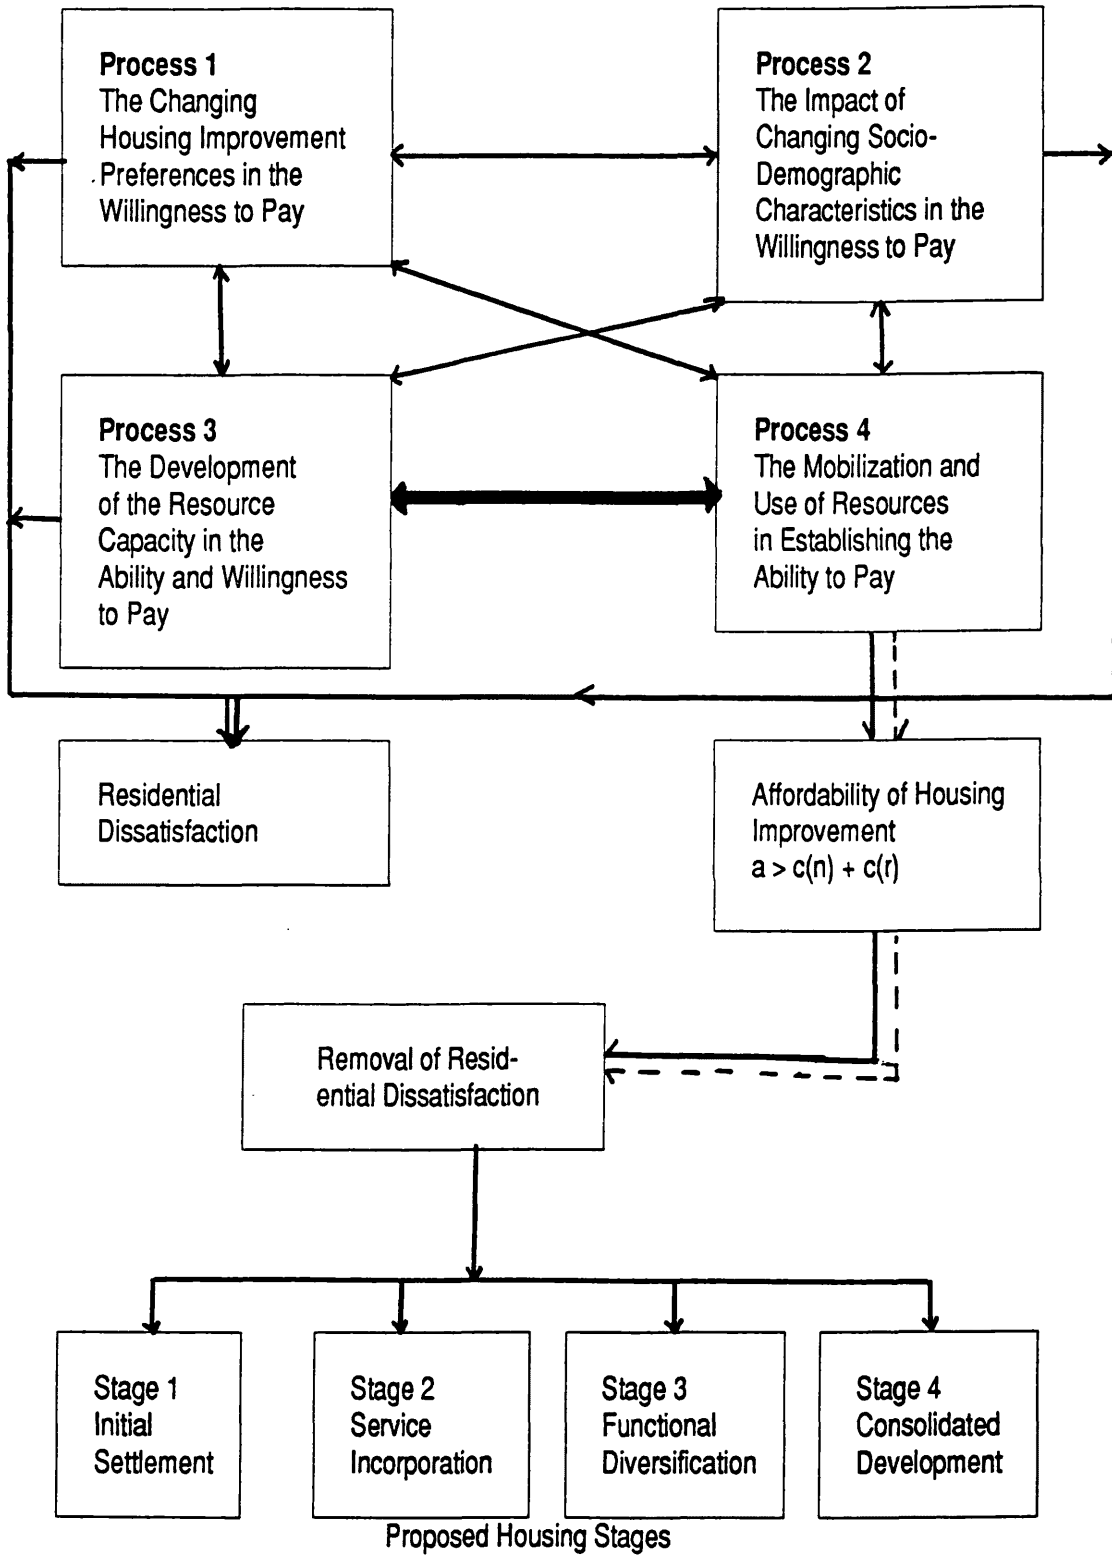 Process 1
The Changing
Housing Improvement
Preferences in the
Willingness to Pay
Process 2
The Impact of
Changing Socio-
Demographic
Characteristics in the
Willingness to Pay
Process 3
The Development
of the Resource
Capacity in the
Ability and Willingness
to Pay
Process 4
The Mobilization and
Use of Resources
in Establishing the
Ability to Pay
Residential
Dissatisfaction
Affordability of Housing
Improvement
a > c(n) + c(r)
Removal of Resid-
ential Dissatisfaction
Stage 1
Initial
Settlement
Stage 2
Service
Incorporation
Stage 3
Functional
Diversification
Stage 4
Consolidated
Development
Proposed Housing Stages